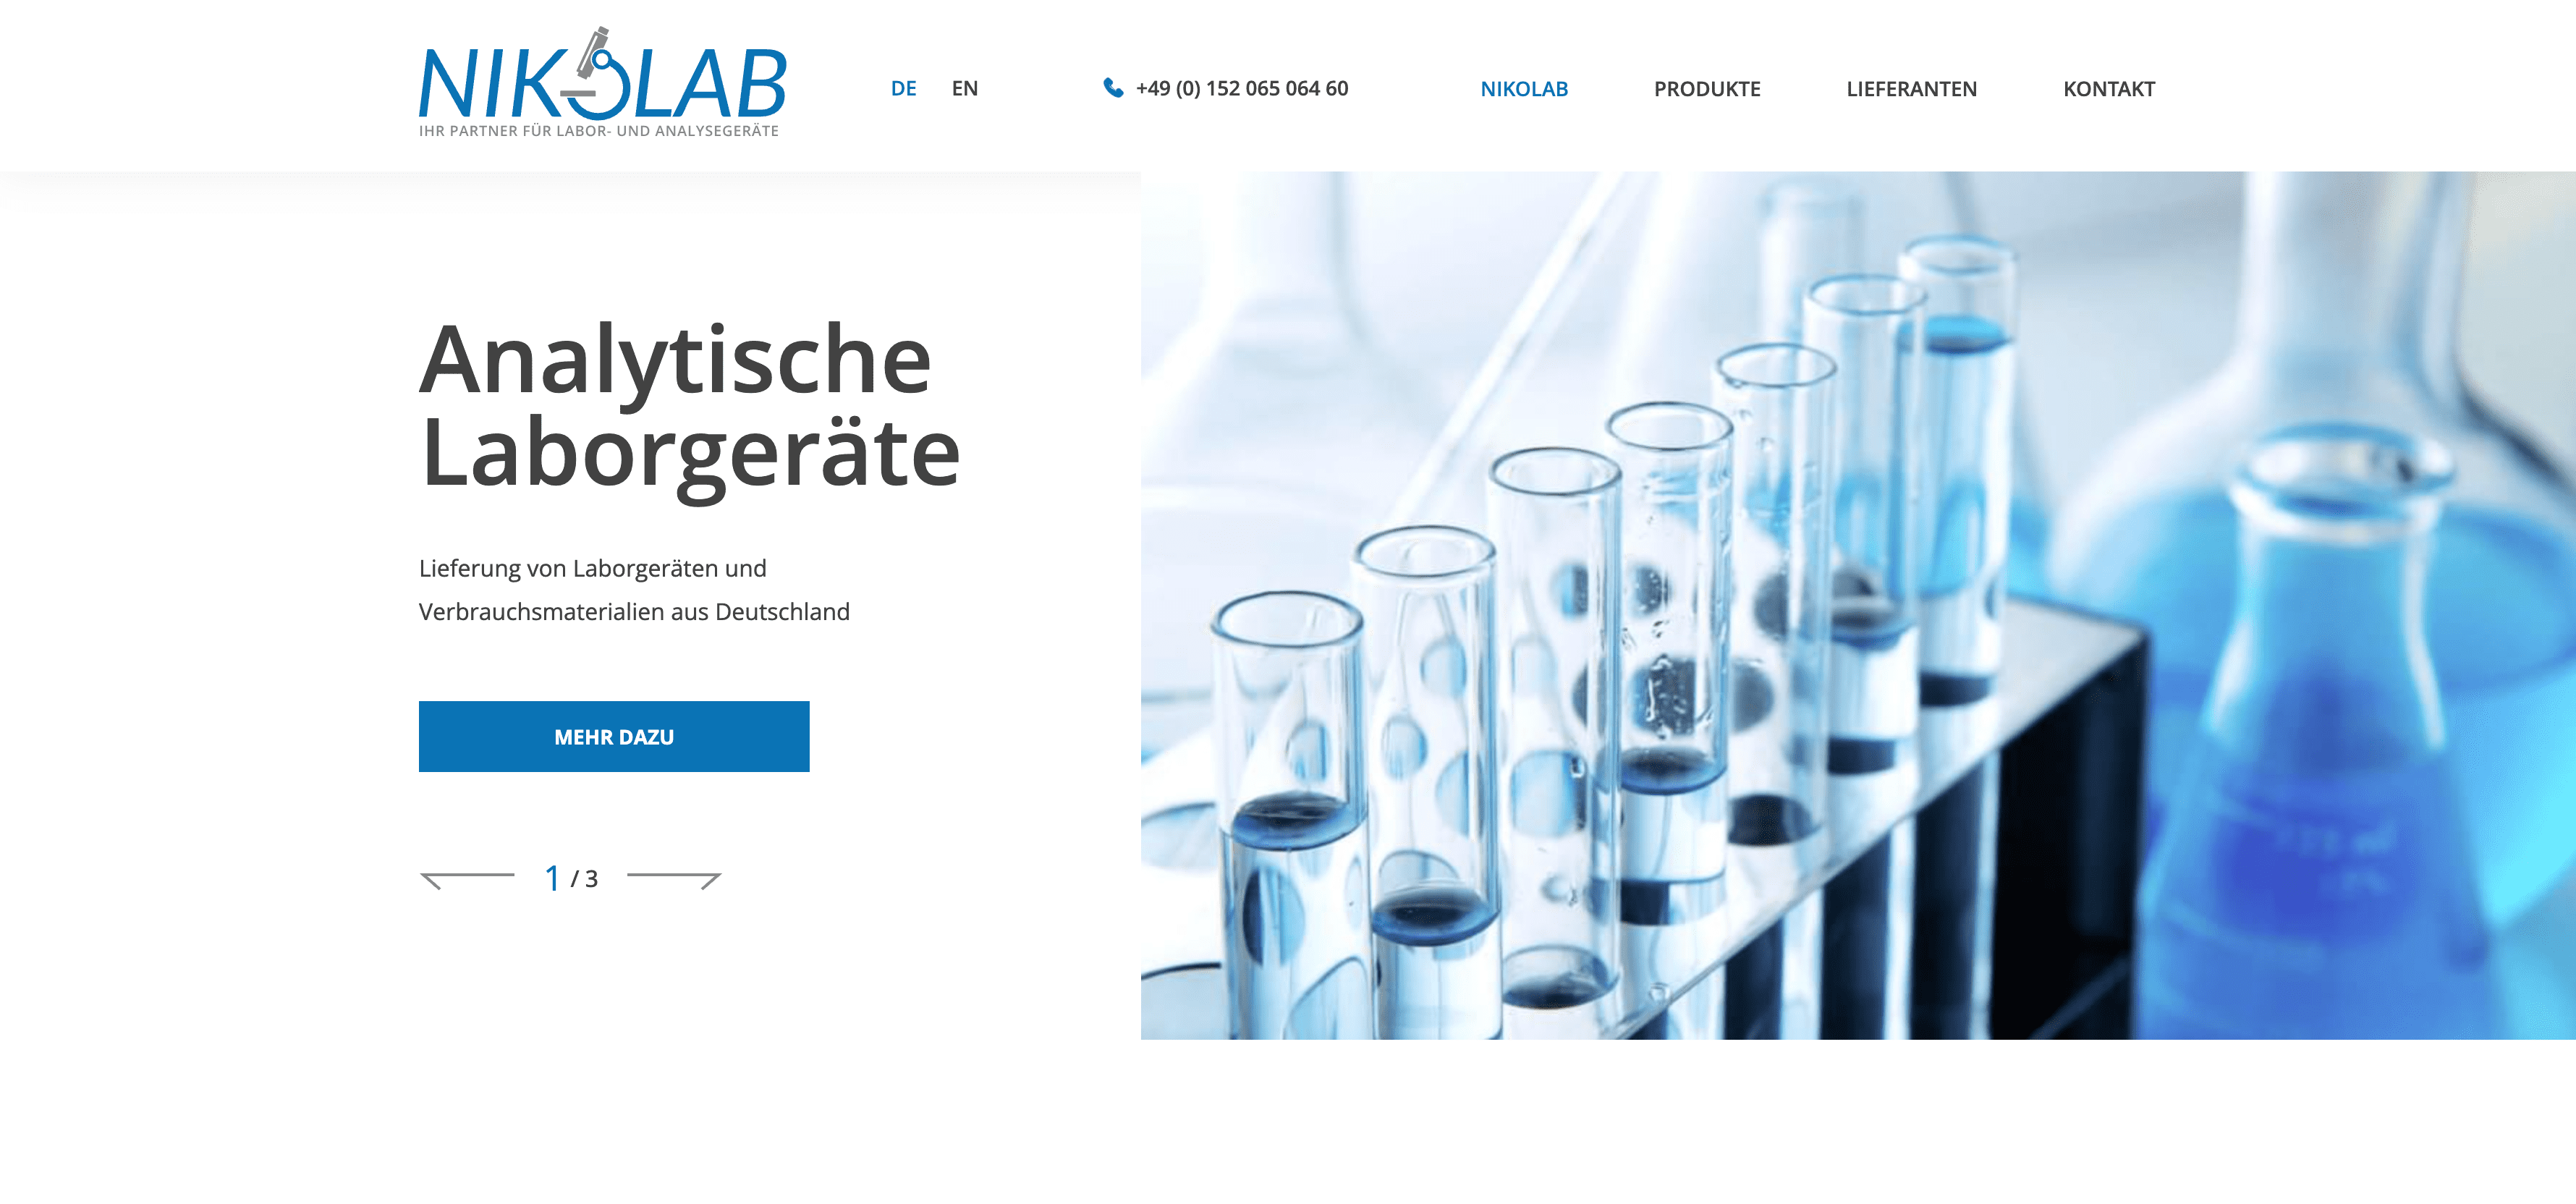 NIKOLAB
IHR PARTNER FÜR LABOR- UND ANALYSEGERÄTE
DE EN
+49 (0) 152 065 064 60
NIKOLAB PRODUKTE LIEFERANTEN KONTAKT
Analytische
Laborgeräte
Lieferung von Laborgeräten und
Verbrauchsmaterialien aus Deutschland
MEHR DAZU
1 / 3